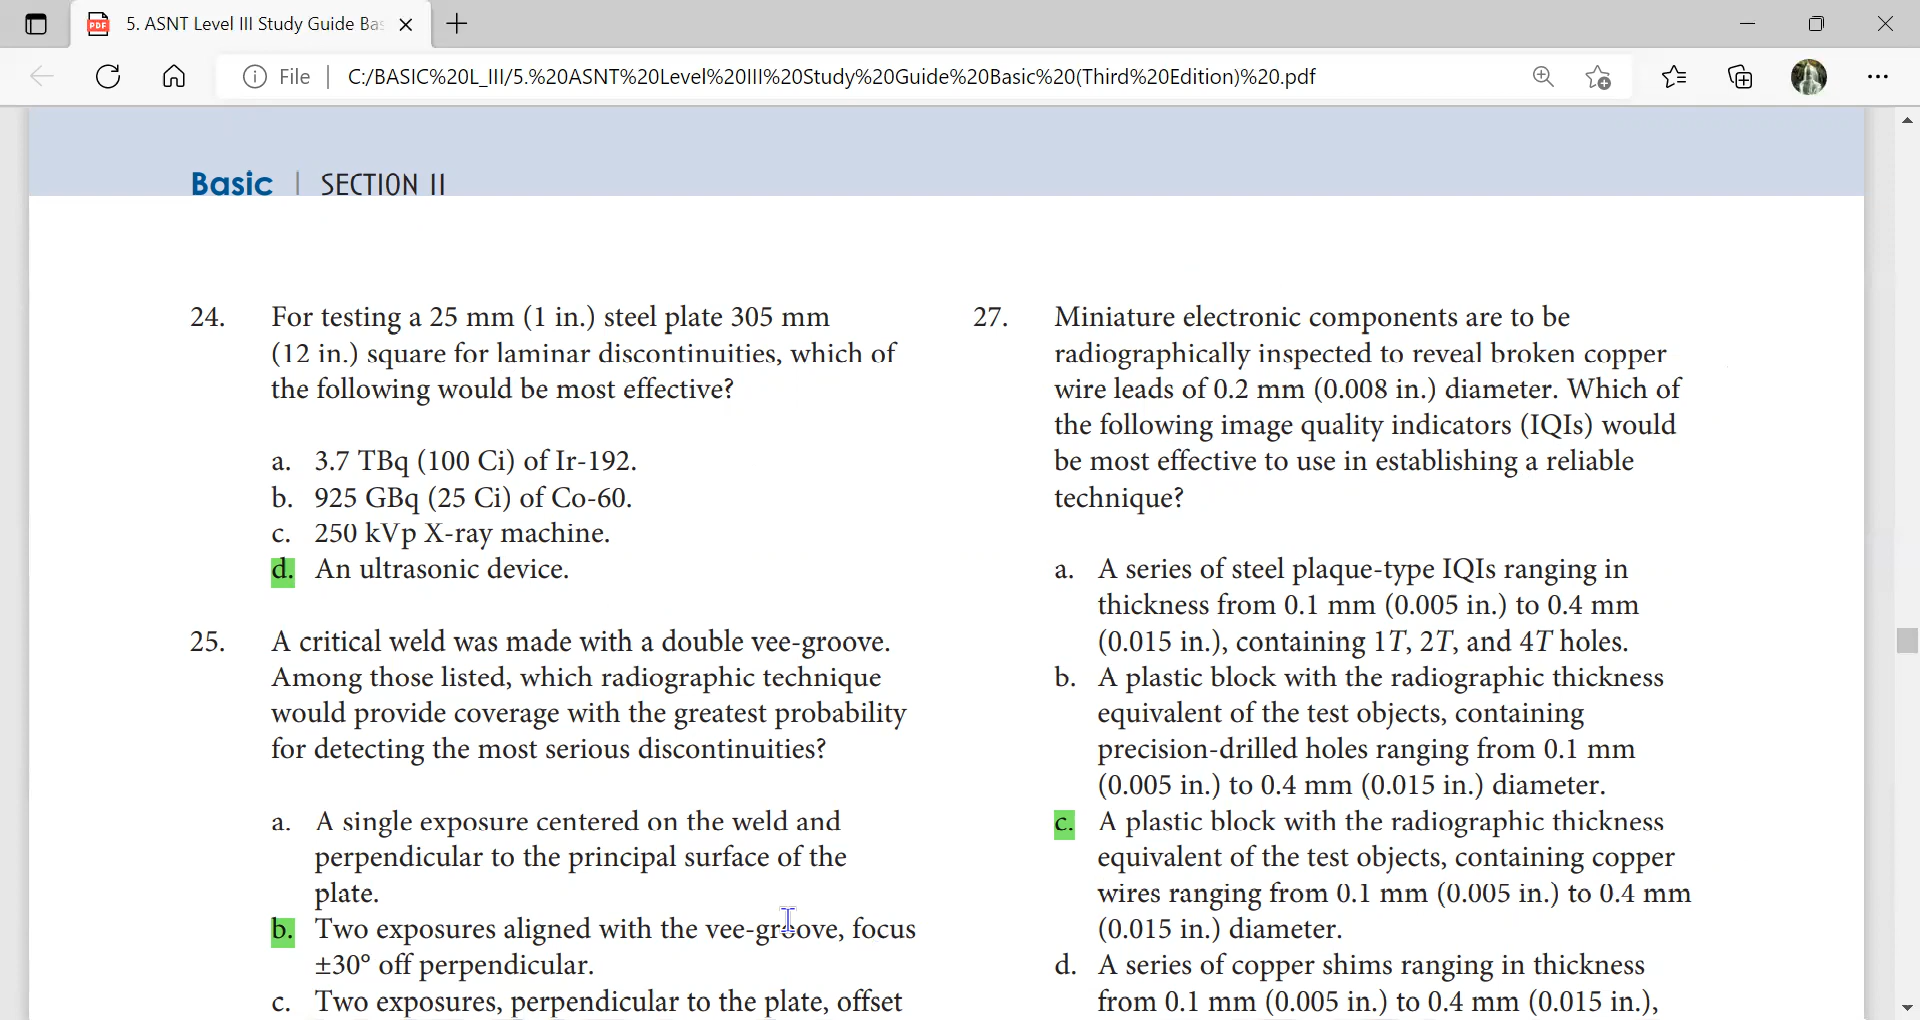 5. ASNT Level III Study Guide Bas
File
C:/BASIC%20L_III/5.%20ASNT%20Level%20III%20Study%20Guide%20Basic%20(Third%20Edition)%20.pdf
Basic | SECTION II
24. For testing a 25 mm (1 in.) steel plate 305 mm
(12 in.) square for laminar discontinuities, which of
the following would be most effective?
a. 3.7 TBq (100 Ci) of Ir-192.
b. 925 GBq (25 Ci) of Co-60.
c. 250 kVp X-ray machine.
d. An ultrasonic device.
25. A critical weld was made with a double vee-groove.
Among those listed, which radiographic technique
would provide coverage with the greatest probability
for detecting the most serious discontinuities?
a. A single exposure centered on the weld and
perpendicular to the principal surface of the
plate.
b. Two exposures aligned with the vee-groove, focus
±30° off perpendicular.
c. Two exposures, perpendicular to the plate, offset
27. Miniature electronic components are to be
radiographically inspected to reveal broken copper
wire leads of 0.2 mm (0.008 in.) diameter. Which of
the following image quality indicators (IQIs) would
be most effective to use in establishing a reliable
technique?
a. A series of steel plaque-type IQIs ranging in
thickness from 0.1 mm (0.005 in.) to 0.4 mm
(0.015 in.), containing 1T, 2T, and 4T holes.
b. A plastic block with the radiographic thickness
equivalent of the test objects, containing
precision-drilled holes ranging from 0.1 mm
(0.005 in.) to 0.4 mm (0.015 in.) diameter.
c. A plastic block with the radiographic thickness
equivalent of the test objects, containing copper
wires ranging from 0.1 mm (0.005 in.) to 0.4 mm
(0.015 in.) diameter.
d. A series of copper shims ranging in thickness
from 0.1 mm (0.005 in.) to 0.4 mm (0.015 in.),